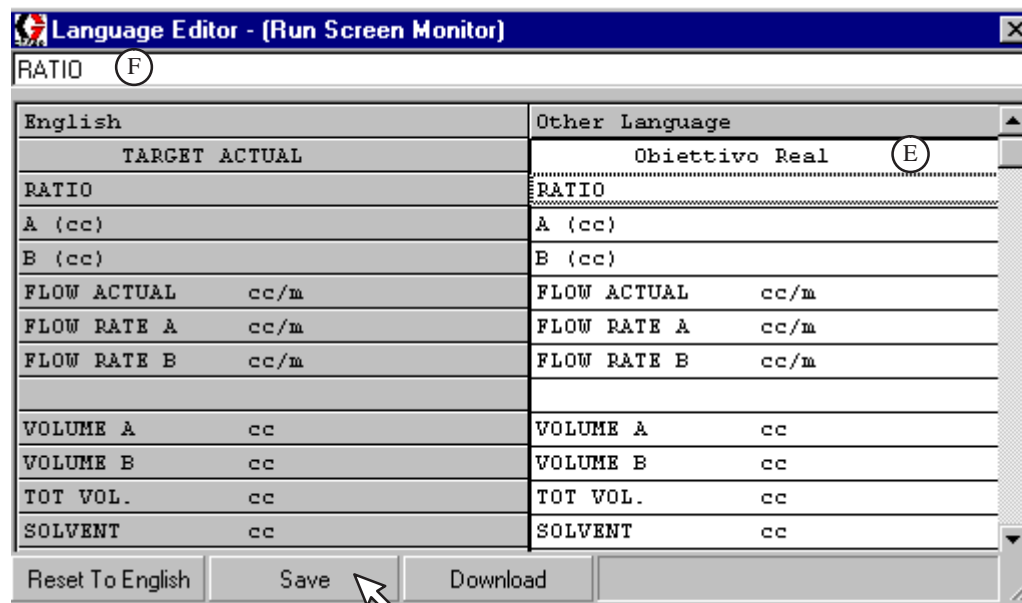 Language Editor - (Run Screen Monitor)
RATIO F
English Other Language
TARGET ACTUAL Obiettivo Real E
RATIO RATIO
A (cc) A (cc)
B (cc) B (cc)
FLOW ACTUAL cc/m FLOW ACTUAL cc/m
FLOW RATE A cc/m FLOW RATE A cc/m
FLOW RATE B cc/m FLOW RATE B cc/m
VOLUME A cc VOLUME A cc
VOLUME B cc VOLUME B cc
TOT VOL. cc TOT VOL. cc
SOLVENT cc SOLVENT cc
Reset To English Save Download